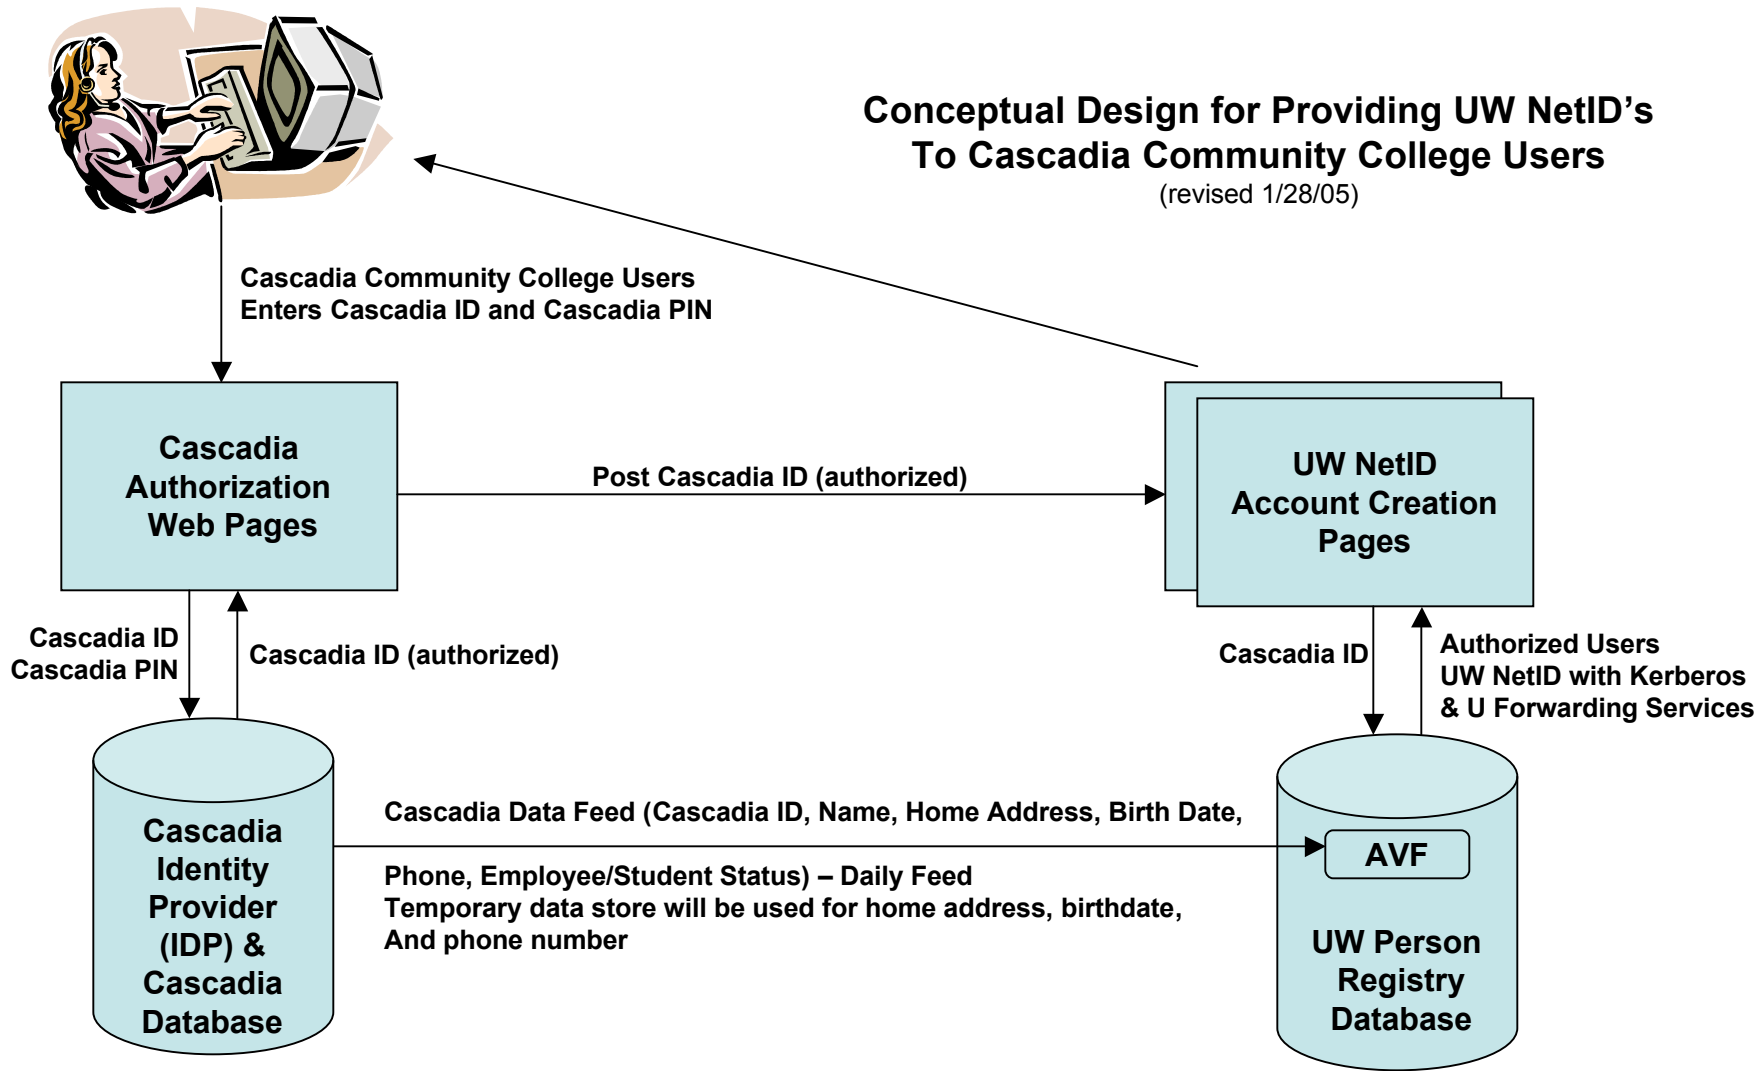 Conceptual Design for Providing UW NetID's
To Cascadia Community College Users
(revised 1/28/05)
Cascadia Community College Users
Enters Cascadia ID and Cascadia PIN
Cascadia
Authorization
Web Pages
Post Cascadia ID (authorized)
UW NetID
Account Creation
Pages
Cascadia ID
Cascadia PIN
Cascadia ID (authorized)
Cascadia ID
Authorized Users
UW NetID with Kerberos
& U Forwarding Services
Cascadia
Identity
Provider
(IDP) &
Cascadia
Database
Cascadia Data Feed (Cascadia ID, Name, Home Address, Birth Date,
Phone, Employee/Student Status) – Daily Feed
Temporary data store will be used for home address, birthdate,
And phone number
AVF
UW Person
Registry
Database